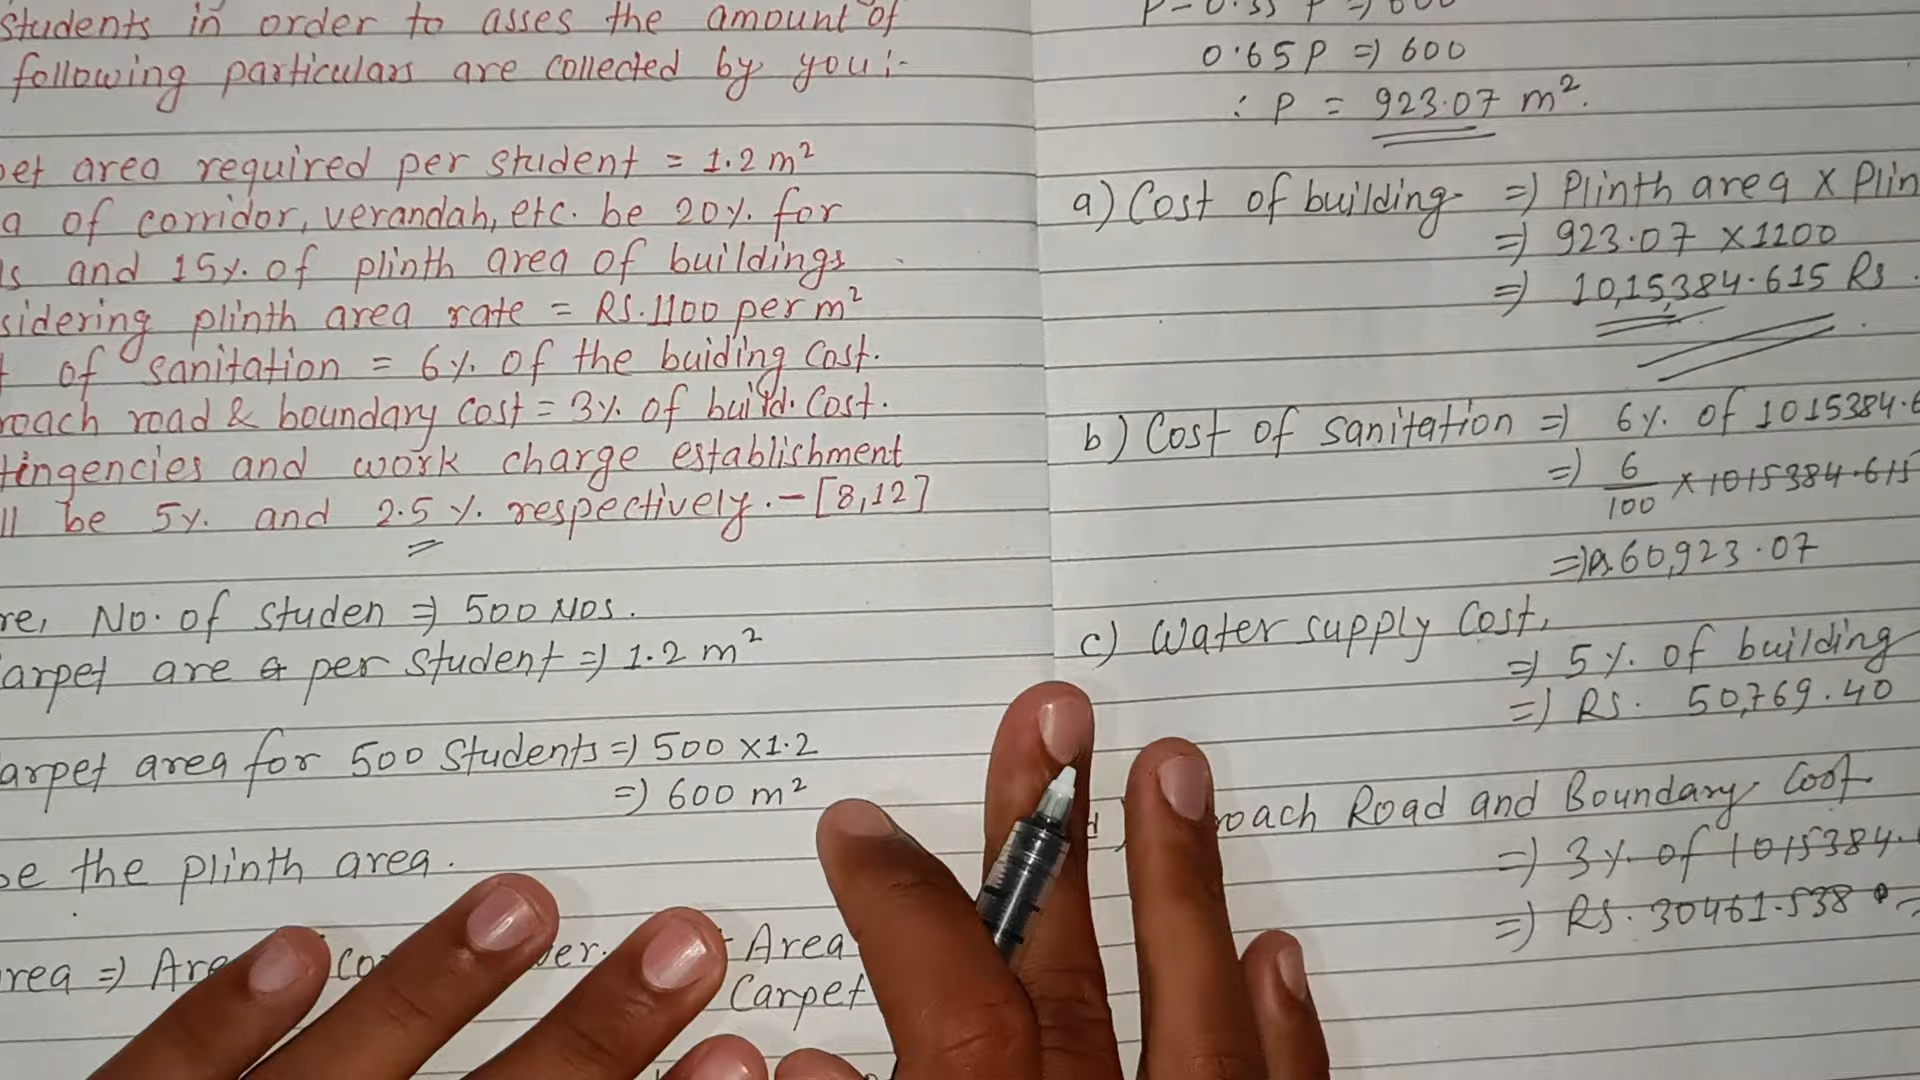 students in order to asses the amount of
following particulars are collected by you:-
pet area required per student = 1.2 m²
a of corridor, verandah, etc. be 20%. for
ls and 15%. of plinth area of buildings
sidering plinth area rate = RS. 1100 per m²
t of sanitation = 6%. of the buiding Cost.
roach road & boundary cost = 3%. of build. Cost.
tingencies and work charge establishment
ll be 5%. and 2.5%. respectively. - [8,12]
re, No. of studen => 500 NOS.
arpet are a per student => 1.2 m²
arpet area for 500 Students => 500 x 1.2
=> 600 m²
be the plinth area.
rea => Are co ver. Area
Carpet
0.65P => 600
∴ P = 923.07 m².
a) Cost of building => Plinth area x Plin
=> 923.07 x 1100
=> 10,15,384.615 Rs.
b) Cost of sanitation => 6%. of 1015384.6
=> 6/100 x 1015384.615
=> Rs. 60,923.07
c) Water supply Cost,
=> 5%. of building
=> RS. 50,769.40
d) roach Road and Boundary Cost
=> 3%. of 1015384.
=> RS. 30461.538